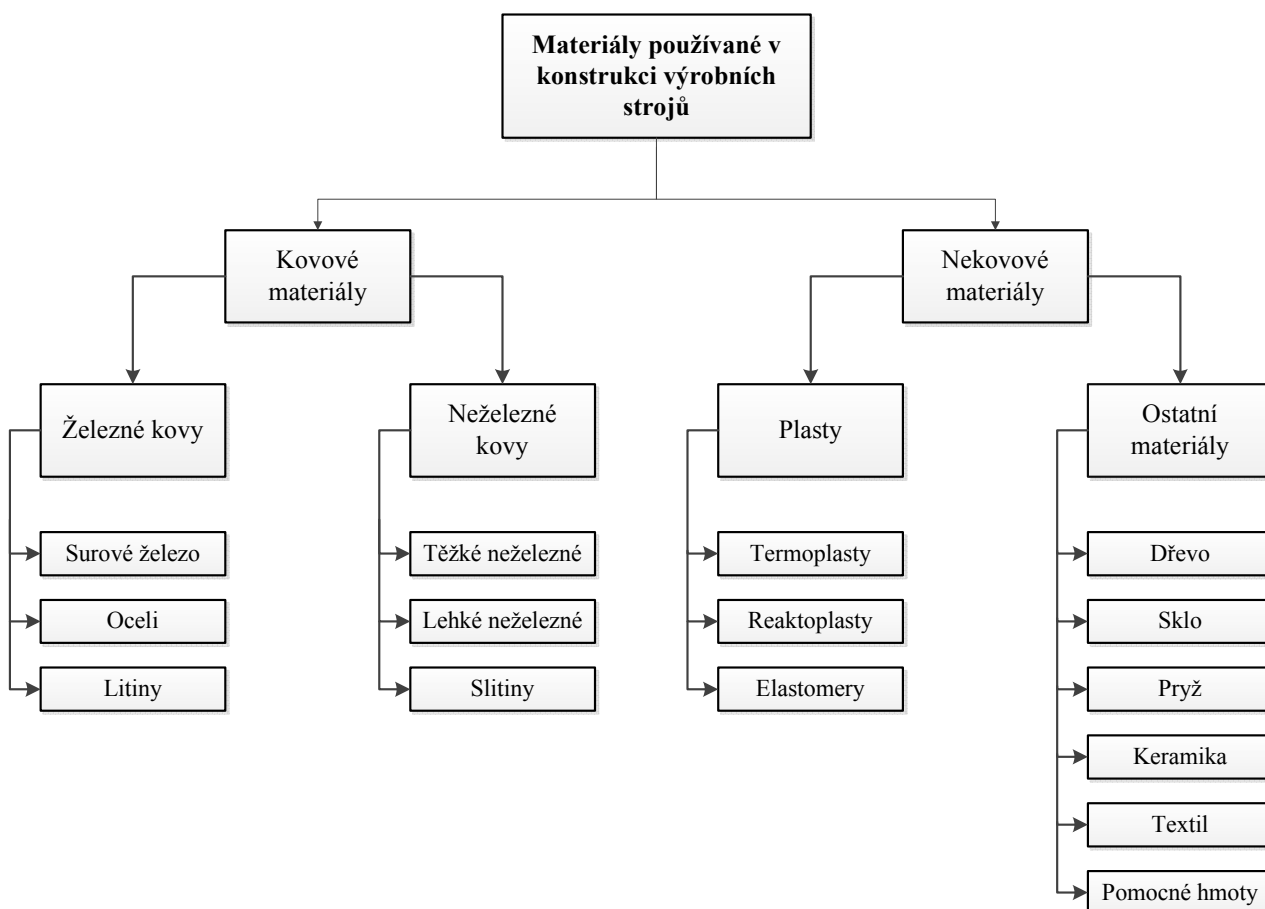 Materiály používané v
konstrukci výrobních
strojů
Kovové
materiály
Nekovové
materiály
Železné kovy
Neželezné
kovy
Plasty
Ostatní
materiály
Surové železo
Těžké neželezné
Termoplasty
Dřevo
Oceli
Lehké neželezné
Reaktoplasty
Sklo
Litiny
Slitiny
Elastomery
Pryž
Keramika
Textil
Pomocné hmoty